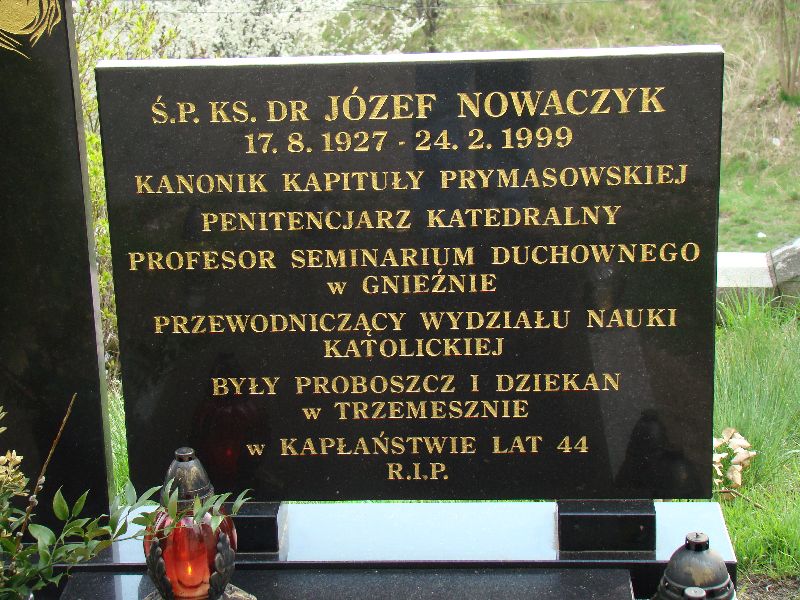 Ś.P. KS. DR JÓZEF NOWACZYK
17. 8. 1927 - 24. 2. 1999
KANONIK KAPITUŁY PRYMASOWSKIEJ
PENITENCJARZ KATEDRALNY
PROFESOR SEMINARIUM DUCHOWNEGO
w GNIEŹNIE
PRZEWODNICZĄCY WYDZIAŁU NAUKI
KATOLICKIEJ
BYŁY PROBOSZCZ I DZIEKAN
w TRZEMESZNIE
w KAPŁAŃSTWIE LAT 44
R.I.P.